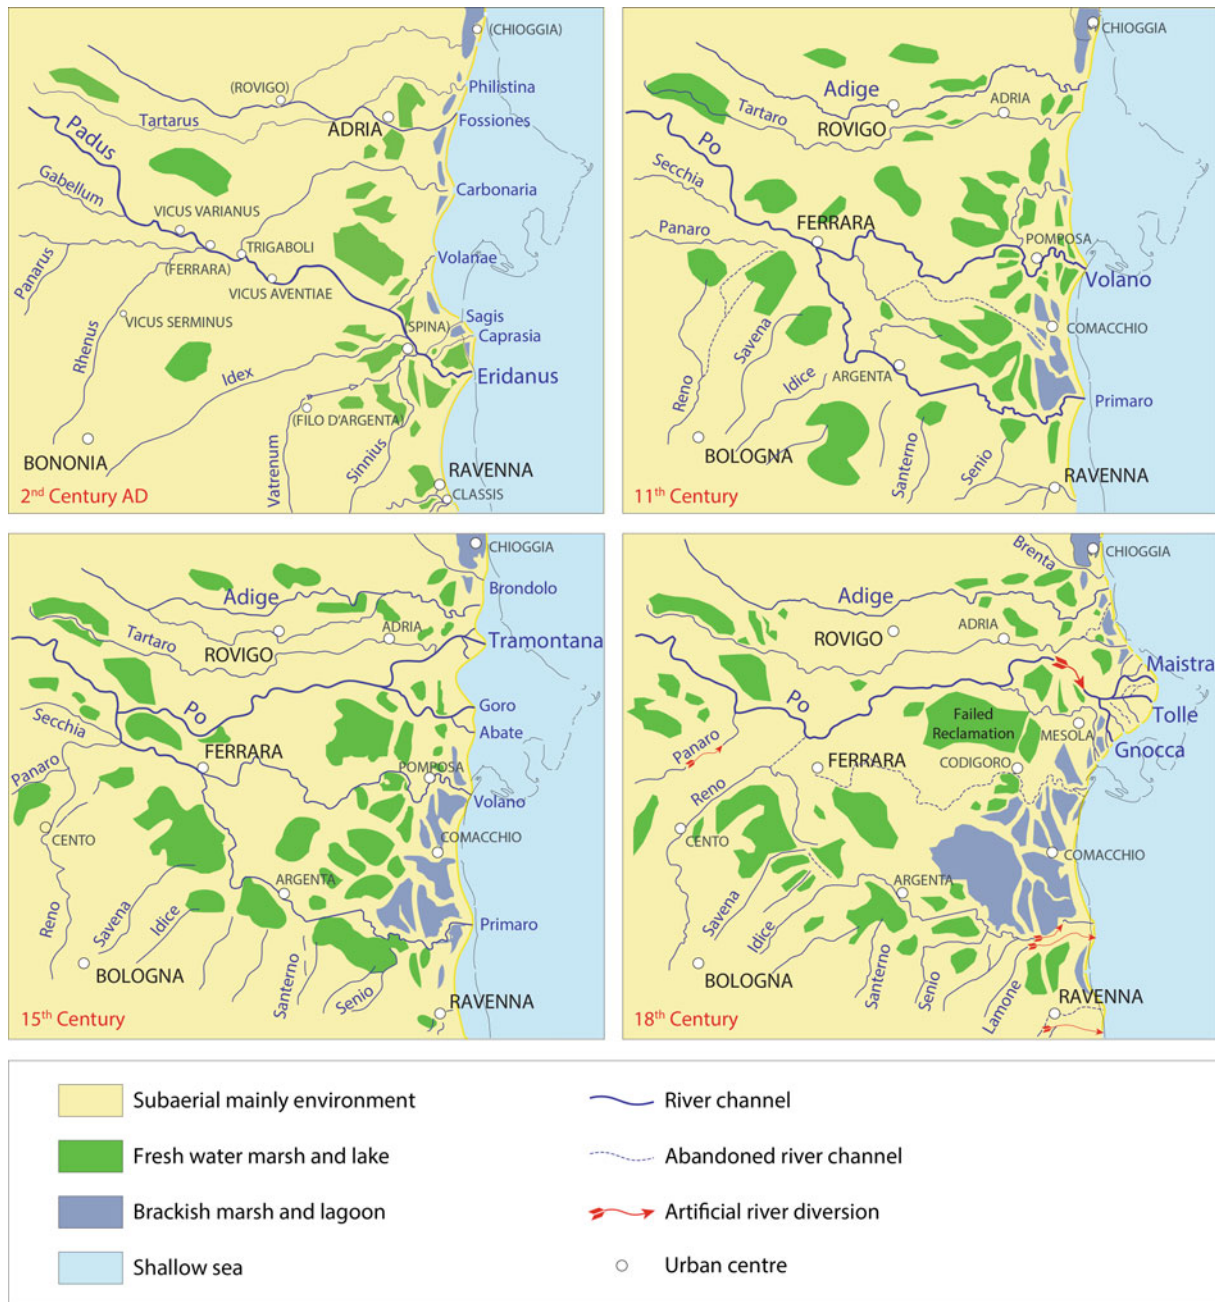 (CHIOGGIA)
(ROVIGO)
Philistina
Tartarus
ADRIA
Fossiones
Padus
Gabellum
Carbonaria
VICUS VARIANUS
TRIGABOLI
(FERRARA)
Volanae
Panarus
VICUS AVENTIAE
VICUS SERMINUS
Sagis
(SPINA)
Caprasia
Rhenus
Idex
Eridanus
(FILO D'ARGENTA)
Vatrenum
Sinnius
BONONIA
RAVENNA
CLASSIS
2nd Century AD
CHIOGGIA
Adige
ADRIA
Tartaro
ROVIGO
Po
Secchia
Panaro
FERRARA
POMPOSA
Volano
COMACCHIO
Savena
Reno
Idice
ARGENTA
Primaro
BOLOGNA
Santerno
Senio
RAVENNA
11th Century
CHIOGGIA
Brondolo
Adige
Tartaro
ROVIGO
ADRIA
Tramontana
Po
Goro
Secchia
Abate
FERRARA
Panaro
POMPOSA
Volano
CENTO
COMACCHIO
ARGENTA
Reno
Savena
Idice
Primaro
BOLOGNA
Santerno
Senio
RAVENNA
15th Century
Brenta
CHIOGGIA
Adige
ROVIGO
ADRIA
Maistra
Po
Failed
Reclamation
Tolle
MESOLA
Panaro
Gnocca
Reno
FERRARA
CODIGORO
CENTO
COMACCHIO
ARGENTA
Savena
Idice
BOLOGNA
Santerno
Senio
Lamone
RAVENNA
18th Century
Subaerial mainly environment
River channel
Fresh water marsh and lake
Abandoned river channel
Brackish marsh and lagoon
Artificial river diversion
Shallow sea
Urban centre